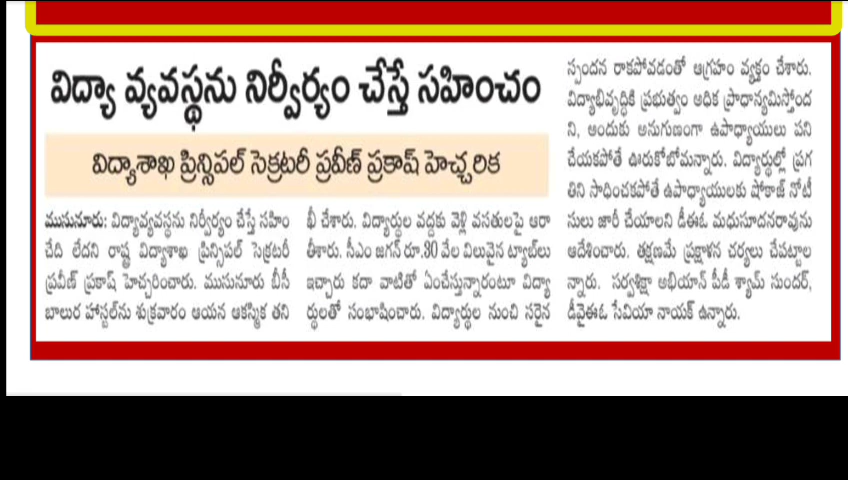 విద్యా వ్యవస్థను నిర్వీర్యం చేస్తే సహించం
విద్యాశాఖ ప్రిన్సిపల్ సెక్రటరీ ప్రవీణ్ ప్రకాష్ హెచ్చరిక
ముసునూరు: విద్యావ్యవస్థను నిర్వీర్యం చేస్తే సహిం
చేది లేదని రాష్ట్ర విద్యాశాఖ ప్రిన్సిపల్ సెక్రటరీ
ప్రవీణ్ ప్రకాష్ హెచ్చరించారు. ముసునూరు బీసీ
బాలుర హాస్టల్‌ను శుక్రవారం ఆయన ఆకస్మిక తని
ఖీ చేశారు. విద్యార్థుల వద్దకు వెళ్లి వసతులపై ఆరా
తీశారు. సీఎం జగన్ రూ.30 వేల విలువైన ట్యాబ్‌లు
ఇచ్చారు కదా వాటితో ఏంచేస్తున్నారంటూ విద్యా
ర్థులతో సంభాషించారు. విద్యార్థుల నుంచి సరైన
స్పందన రాకపోవడంతో ఆగ్రహం వ్యక్తం చేశారు.
విద్యాభివృద్ధికి ప్రభుత్వం అధిక ప్రాధాన్యమిస్తోంద
ని, అందుకు అనుగుణంగా ఉపాధ్యాయులు పని
చేయకపోతే ఊరుకోబోమన్నారు. విద్యార్థుల్లో ప్రగ
తిని సాధించకపోతే ఉపాధ్యాయులకు షోకాజ్ నోటీ
సులు జారీ చేయాలని డీఈఓ మధుసూదనరావును
ఆదేశించారు. తక్షణమే ప్రక్షాళన చర్యలు చేపట్టాల
న్నారు. సర్వశిక్షా అభియాన్ పీడీ శ్యామ్ సుందర్,
డీవైఈఓ సేవియా నాయక్ ఉన్నారు.